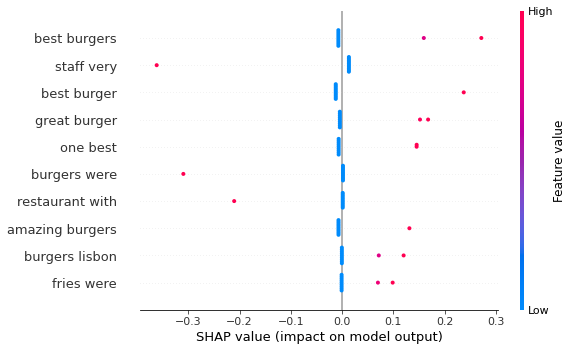 High
best burgers
staff very
best burger
great burger
one best
burgers were
restaurant with
amazing burgers
burgers lisbon
fries were
Feature value
Low
−0.3 −0.2 −0.1 0.0 0.1 0.2 0.3
SHAP value (impact on model output)